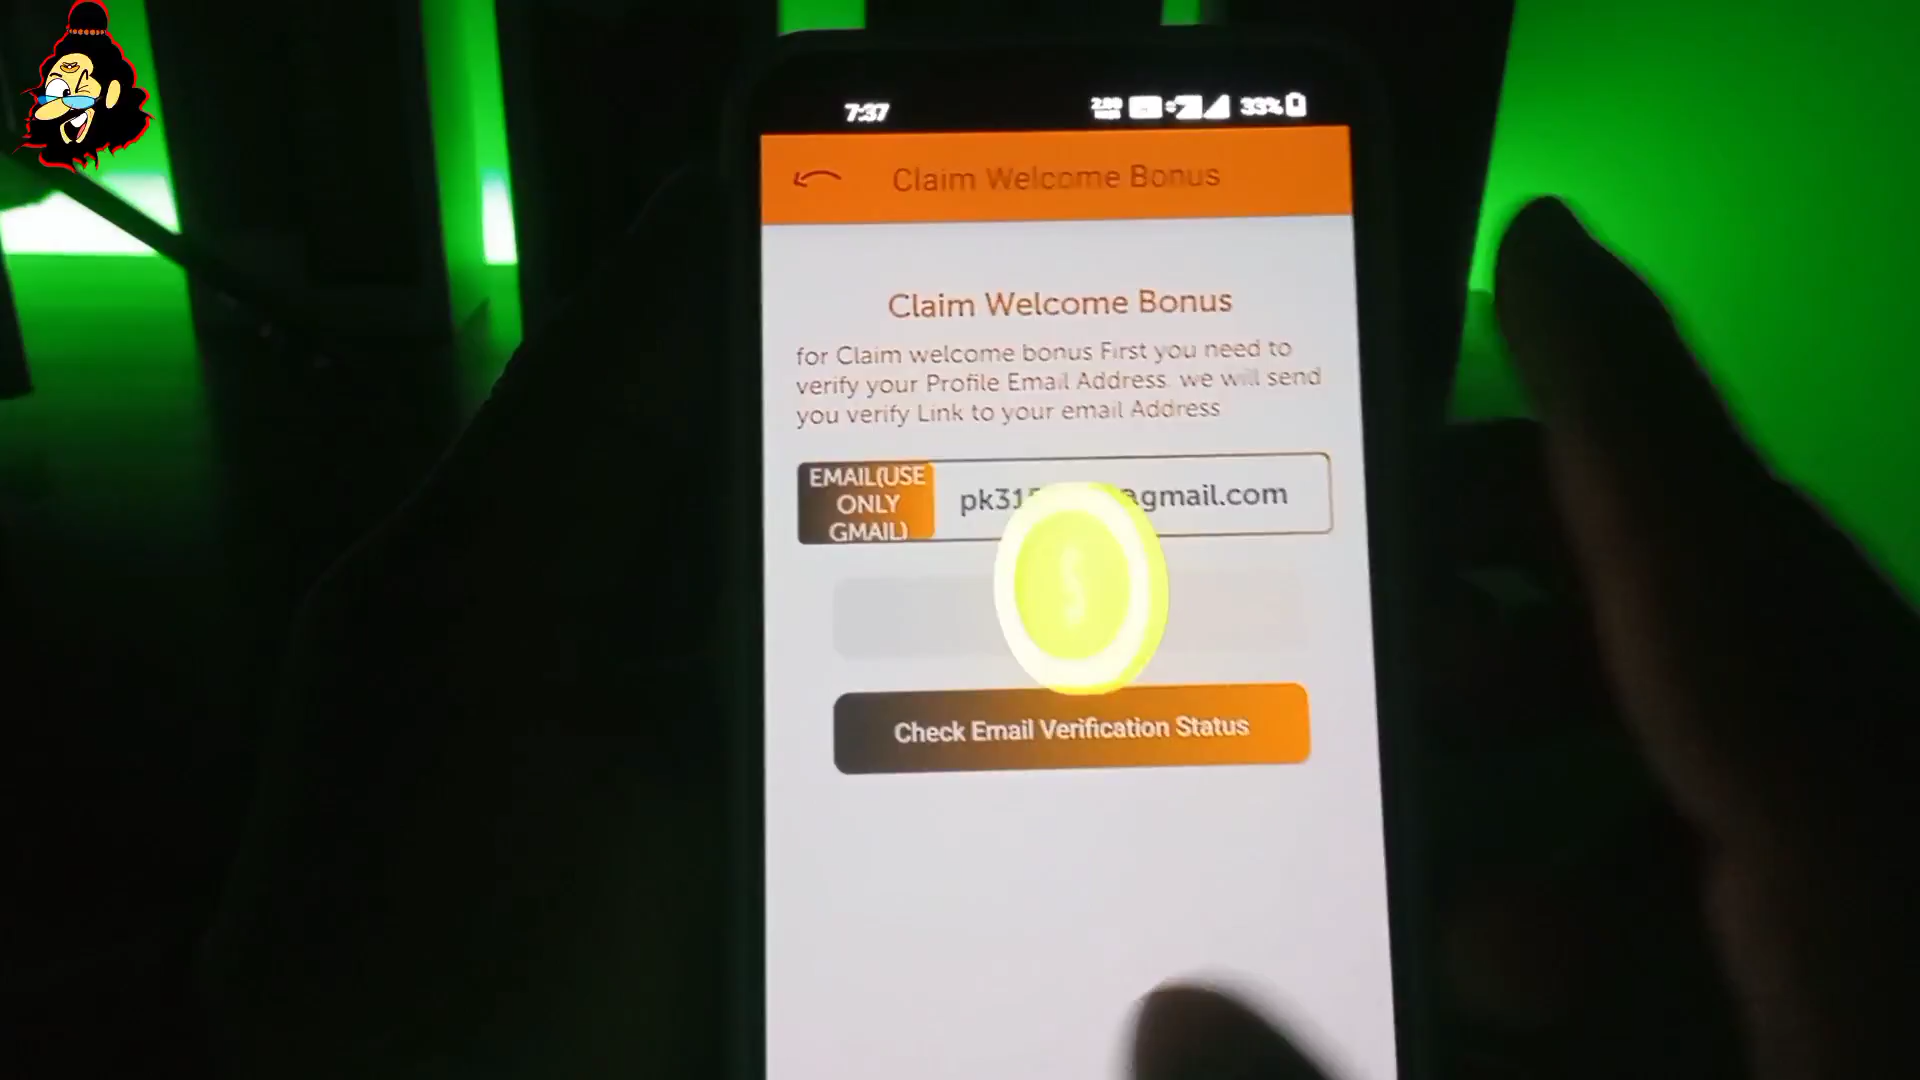 7:37
33%
Claim Welcome Bonus
Claim Welcome Bonus
for Claim welcome bonus First you need to
verify your Profile Email Address. we will send
you verify Link to your email Address
EMAIL(USE
ONLY
GMAIL)
pk31 @gmail.com
$
Check Email Verification Status